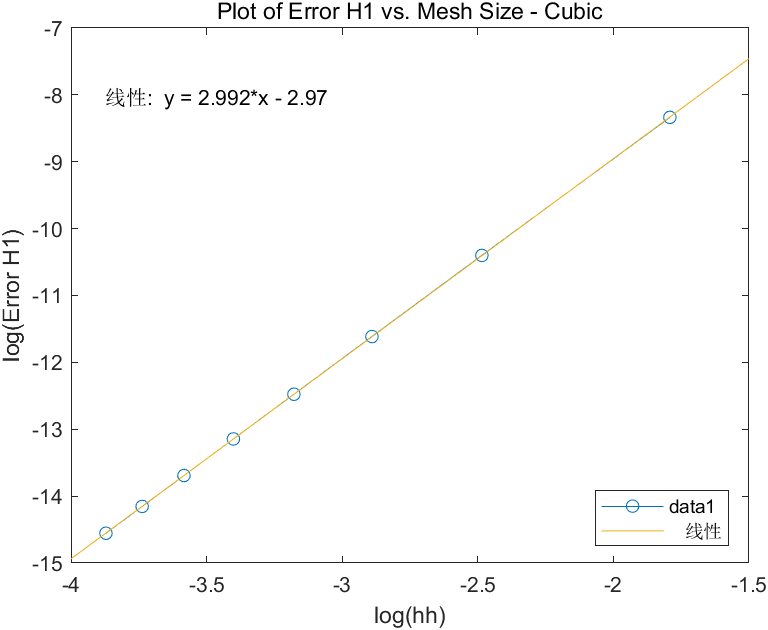 Plot of Error H1 vs. Mesh Size - Cubic
线性:  y = 2.992*x - 2.97
-7
-8
-9
-10
-11
-12
-13
-14
-15
log(Error H1)
data1
线性
-4
-3.5
-3
-2.5
-2
-1.5
log(hh)